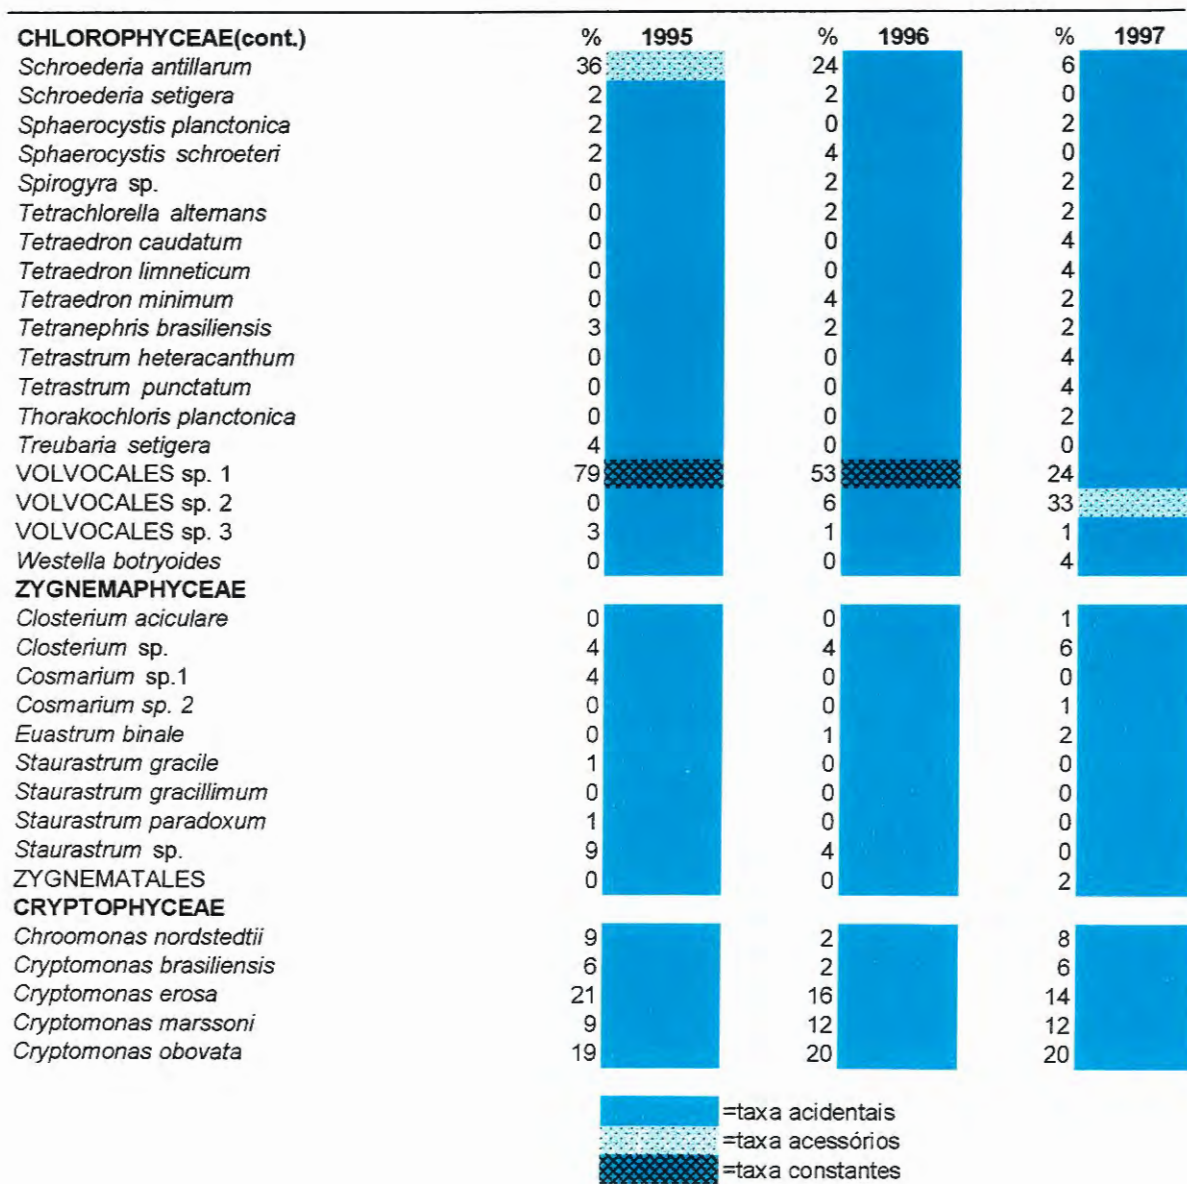 CHLOROPHYCEAE(cont.) % 1995 % 1996 % 1997
Schroederia antillarum 36 24 6
Schroederia setigera 2 2 0
Sphaerocystis planctonica 2 0 2
Sphaerocystis schroeteri 2 4 0
Spirogyra sp. 0 2 2
Tetrachlorella alternans 0 2 2
Tetraedron caudatum 0 0 4
Tetraedron limneticum 0 0 4
Tetraedron minimum 0 4 2
Tetranephris brasiliensis 3 2 2
Tetrastrum heteracanthum 0 0 4
Tetrastrum punctatum 0 0 4
Thorakochloris planctonica 0 0 2
Treubaria setigera 4 0 0
VOLVOCALES sp. 1 79 53 24
VOLVOCALES sp. 2 0 6 33
VOLVOCALES sp. 3 3 1 1
Westella botryoides 0 0 4
ZYGNEMAPHYCEAE
Closterium aciculare 0 0 1
Closterium sp. 4 4 6
Cosmarium sp.1 4 0 0
Cosmarium sp. 2 0 0 1
Euastrum binale 0 1 2
Staurastrum gracile 1 0 0
Staurastrum gracillimum 0 0 0
Staurastrum paradoxum 1 0 0
Staurastrum sp. 9 4 0
ZYGNEMATALES 0 0 2
CRYPTOPHYCEAE
Chroomonas nordstedtii 9 2 8
Cryptomonas brasiliensis 6 2 6
Cryptomonas erosa 21 16 14
Cryptomonas marssoni 9 12 12
Cryptomonas obovata 19 20 20
=taxa acidentais
=taxa acessórios
=taxa constantes